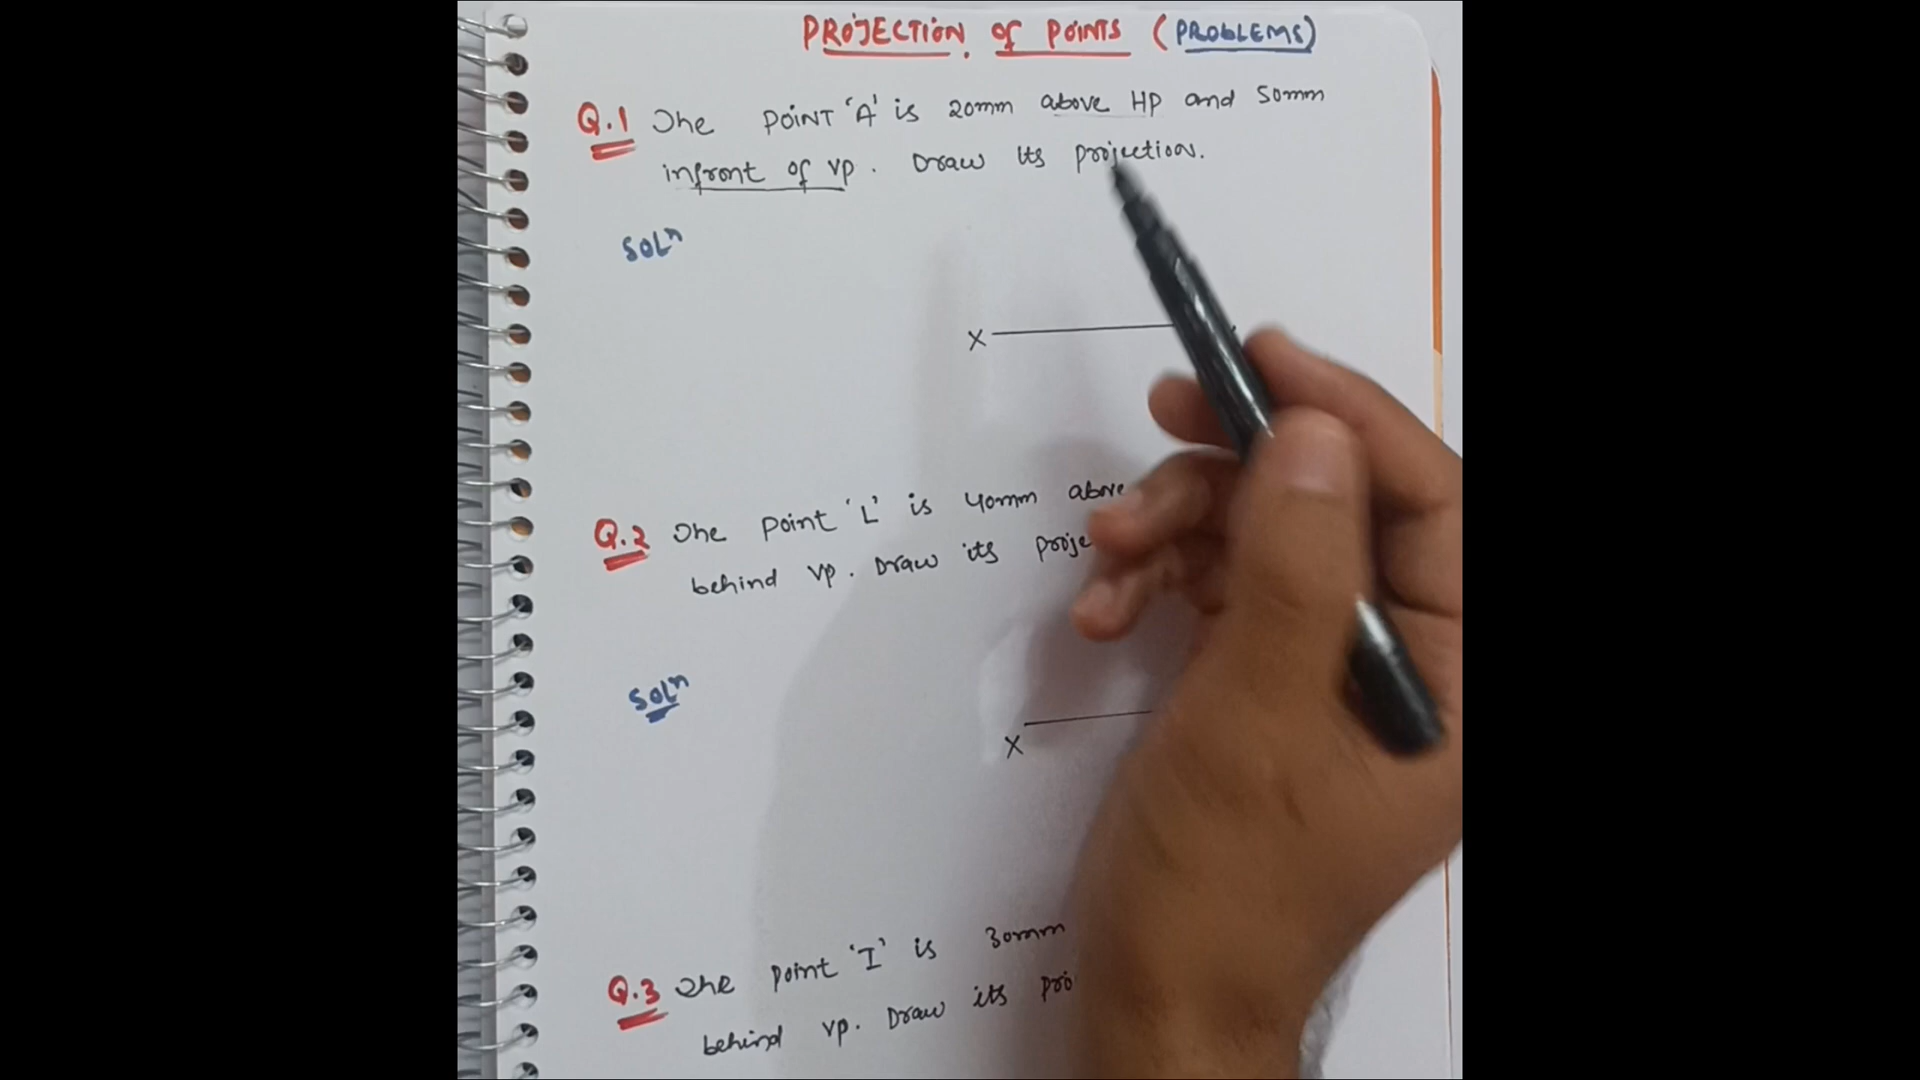 PROJECTION OF POINTS (PROBLEMS)
Q.1 The POINT 'A' is 20mm above HP and 50mm
infront of VP. Draw its projection.
SOLⁿ
X
Q.2 The point 'L' is 40mm above
behind VP. Draw its proje
SOLⁿ
X
Q.3 The point 'I' is 30mm
behind VP. Draw its pro